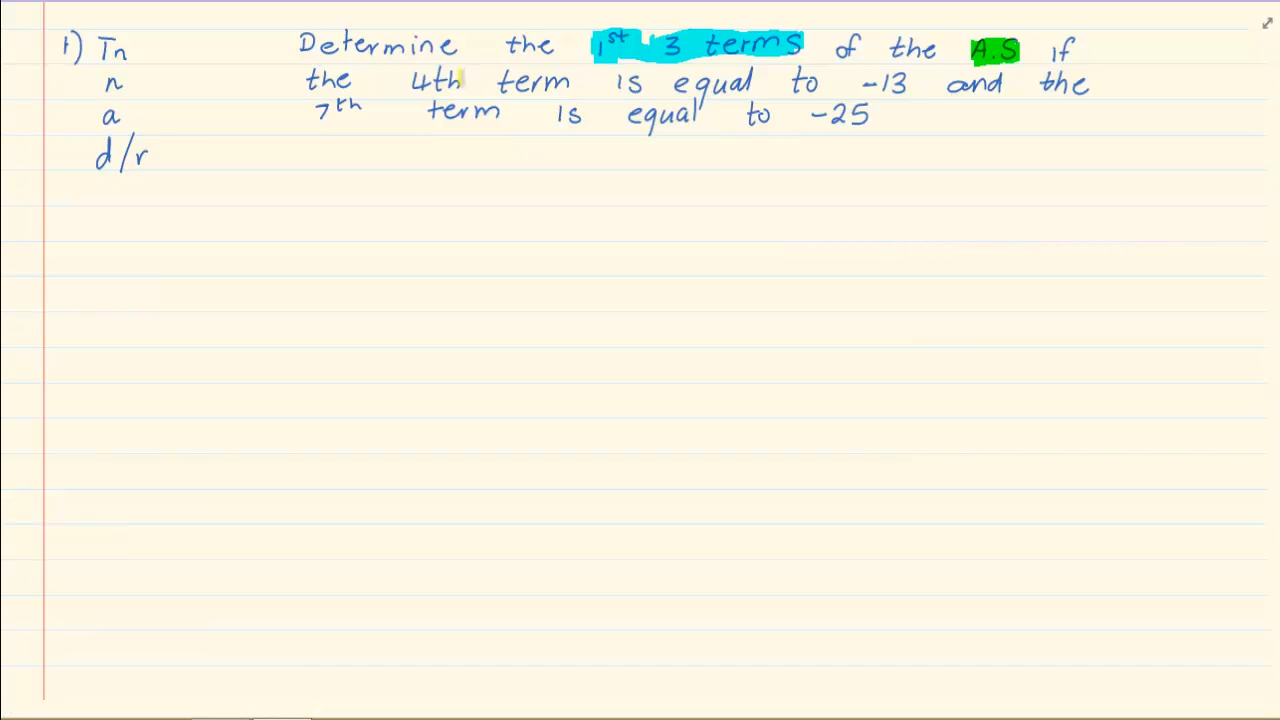 1) Tn Determine the 1st 3 terms of the A.S if
n the 4th term is equal to -13 and the
a 7th term is equal to -25
d/r